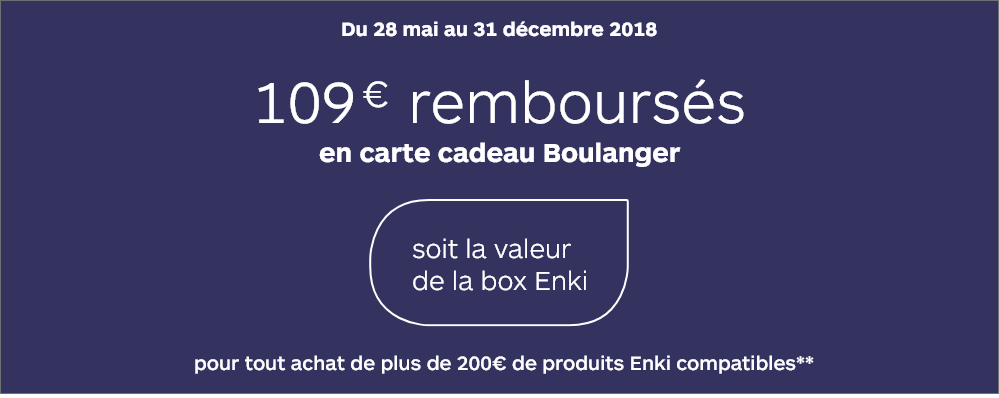 Du 28 mai au 31 décembre 2018
109€ remboursés
en carte cadeau Boulanger
soit la valeur
de la box Enki
pour tout achat de plus de 200€ de produits Enki compatibles**